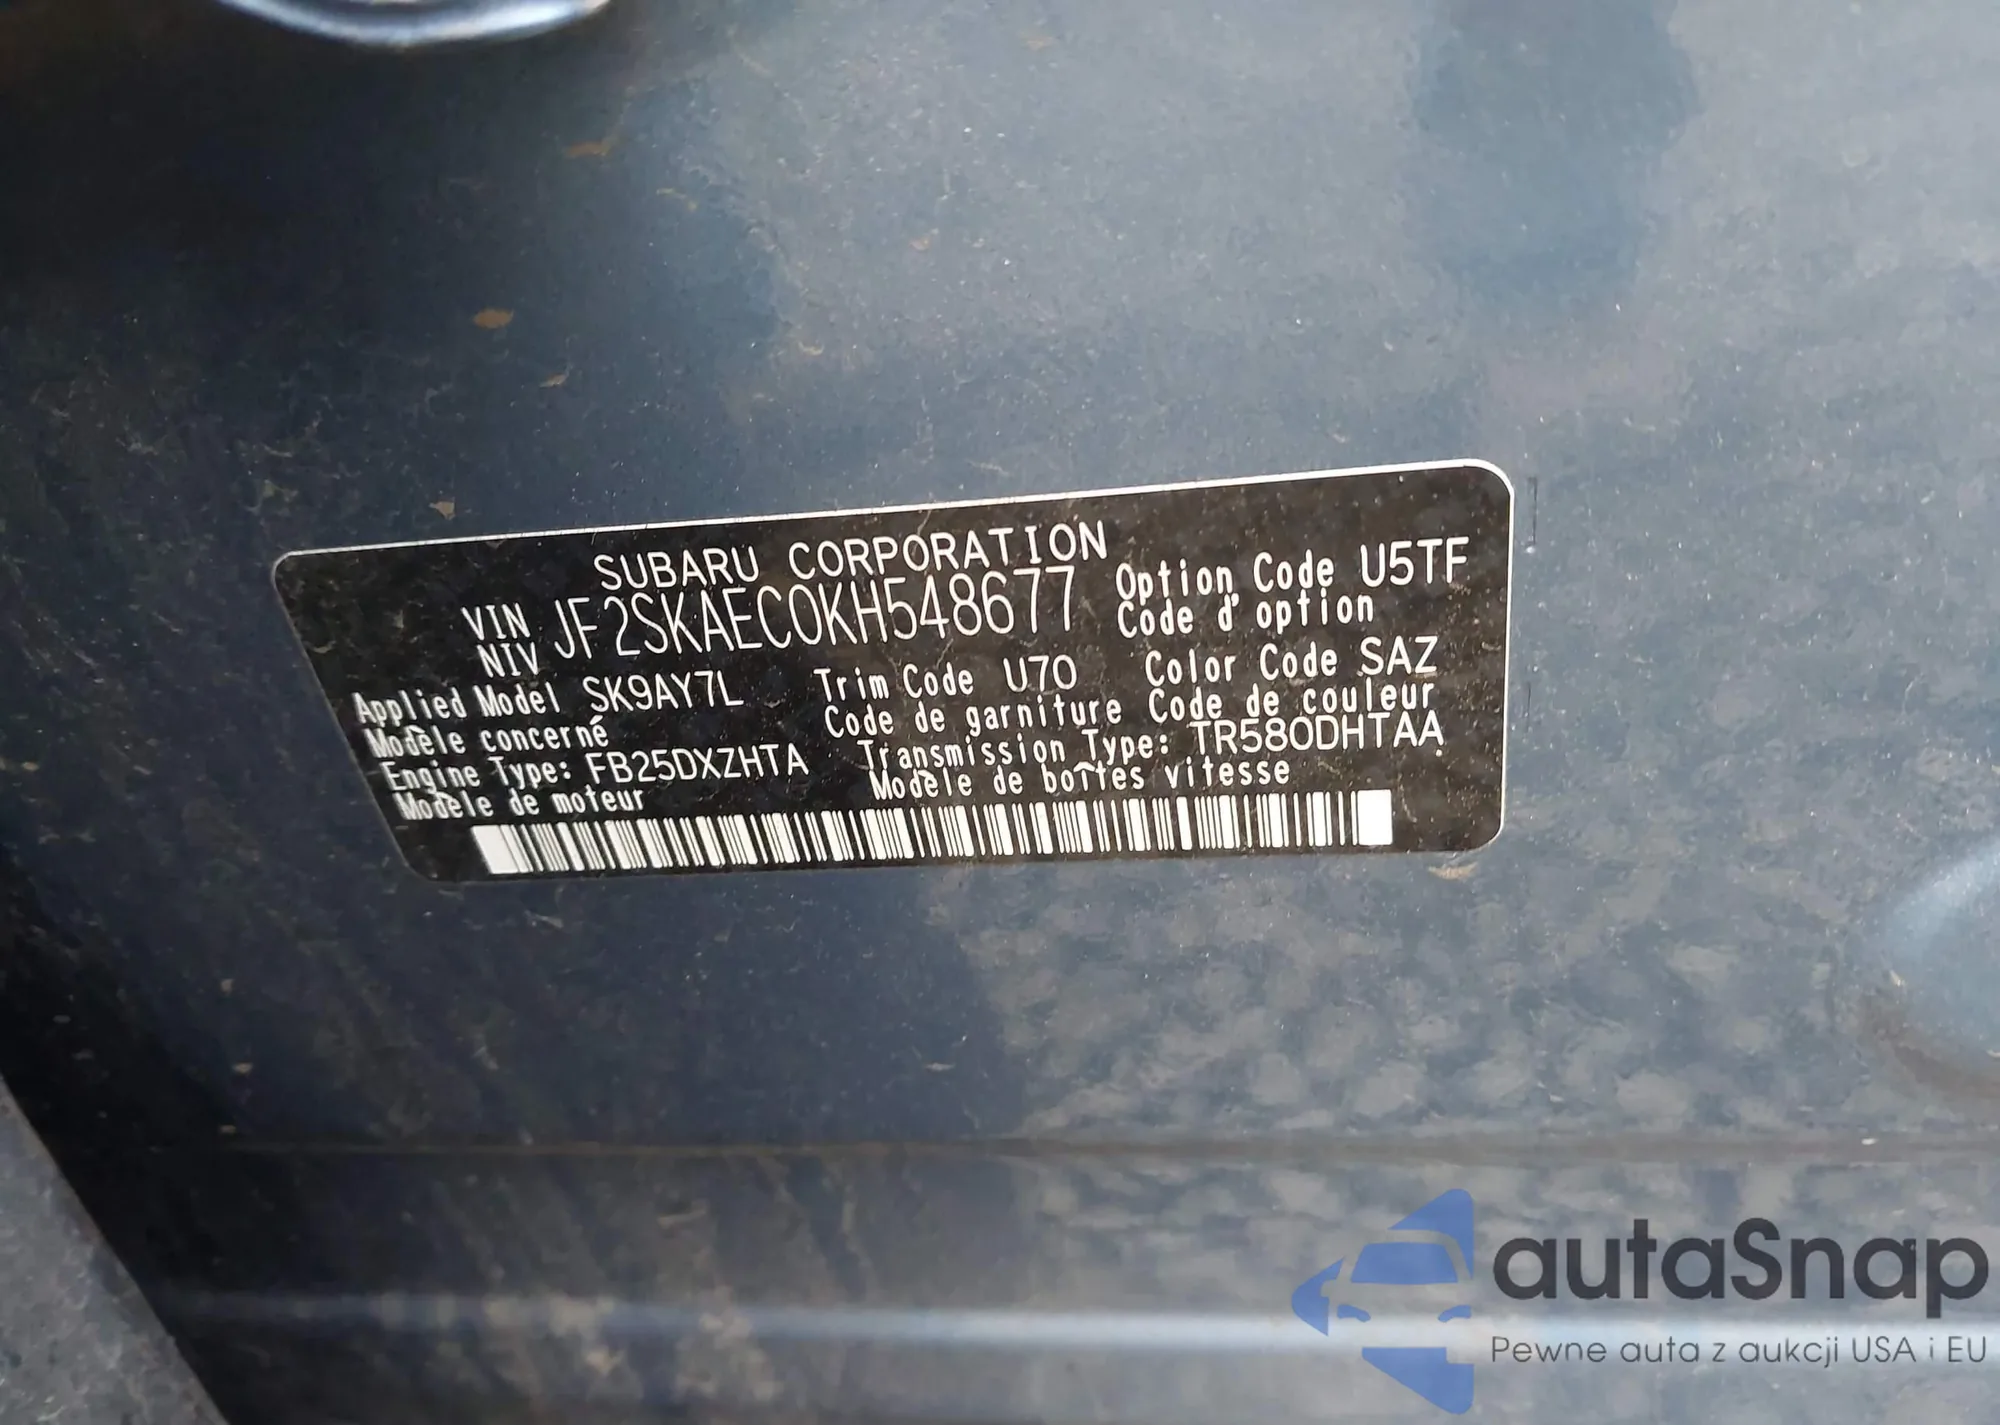 SUBARU CORPORATION
VIN
NIV
JF2SKAEC0KH548677
Option Code U5TF
Code d'option
Applied Model SK9AY7L
Modèle concerné
Trim Code U70
Code de garniture
Color Code SAZ
Code de couleur
Engine Type: FB25DXZHTA
Modèle de moteur
Transmission Type: TR580DHTAA
Modèle de boîtes vitesse
autaSnap
Pewne auta z aukcji USA i EU